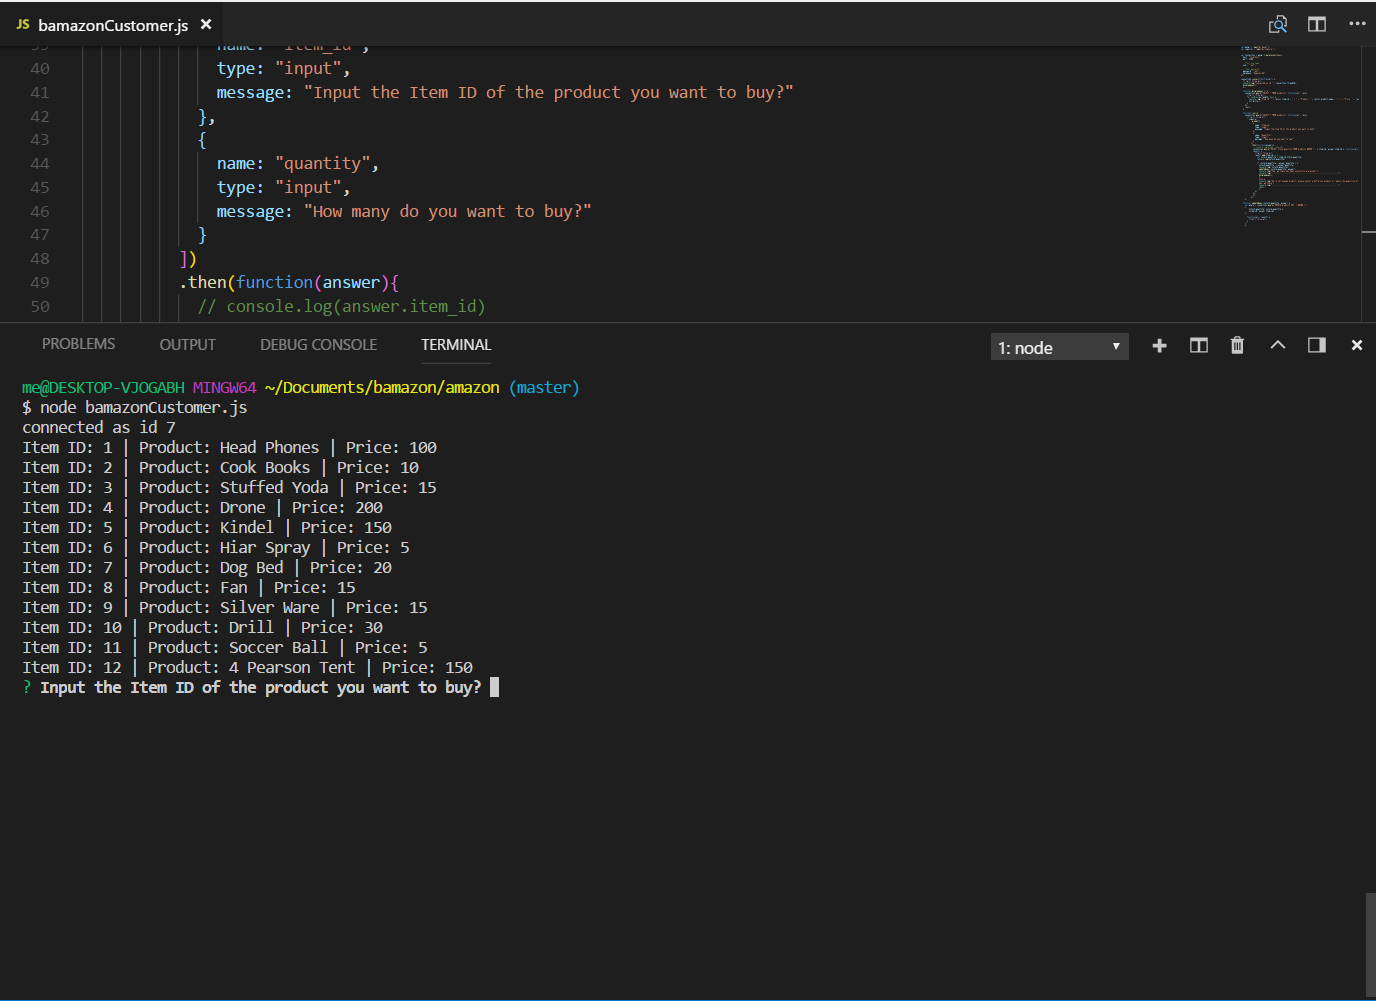 JS bamazonCustomer.js ×
39 name: "item_id",
40 type: "input",
41 message: "Input the Item ID of the product you want to buy?"
42 },
43 {
44 name: "quantity",
45 type: "input",
46 message: "How many do you want to buy?"
47 }
48 ])
49 .then(function(answer){
50 // console.log(answer.item_id)
PROBLEMS OUTPUT DEBUG CONSOLE TERMINAL 1: node
me@DESKTOP-VJOGABH MINGW64 ~/Documents/bamazon/amazon (master)
$ node bamazonCustomer.js
connected as id 7
Item ID: 1 | Product: Head Phones | Price: 100
Item ID: 2 | Product: Cook Books | Price: 10
Item ID: 3 | Product: Stuffed Yoda | Price: 15
Item ID: 4 | Product: Drone | Price: 200
Item ID: 5 | Product: Kindel | Price: 150
Item ID: 6 | Product: Hiar Spray | Price: 5
Item ID: 7 | Product: Dog Bed | Price: 20
Item ID: 8 | Product: Fan | Price: 15
Item ID: 9 | Product: Silver Ware | Price: 15
Item ID: 10 | Product: Drill | Price: 30
Item ID: 11 | Product: Soccer Ball | Price: 5
Item ID: 12 | Product: 4 Pearson Tent | Price: 150
? Input the Item ID of the product you want to buy?